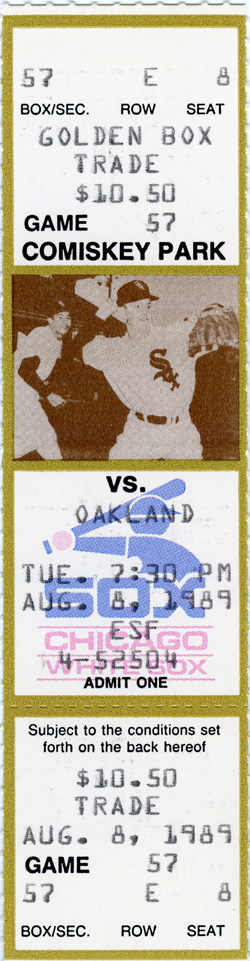 57 E 8
BOX/SEC. ROW SEAT
GOLDEN BOX
TRADE
$10.50
GAME 57
COMISKEY PARK
Sox
VS.
OAKLAND
TUE. 7:30 PM
AUG. 8, 1989
SOX
ESF
CHICAGO
4-52504
WHITE SOX
ADMIT ONE
Subject to the conditions set
forth on the back hereof
$10.50
TRADE
AUG. 8, 1989
GAME 57
57 E 8
BOX/SEC. ROW SEAT